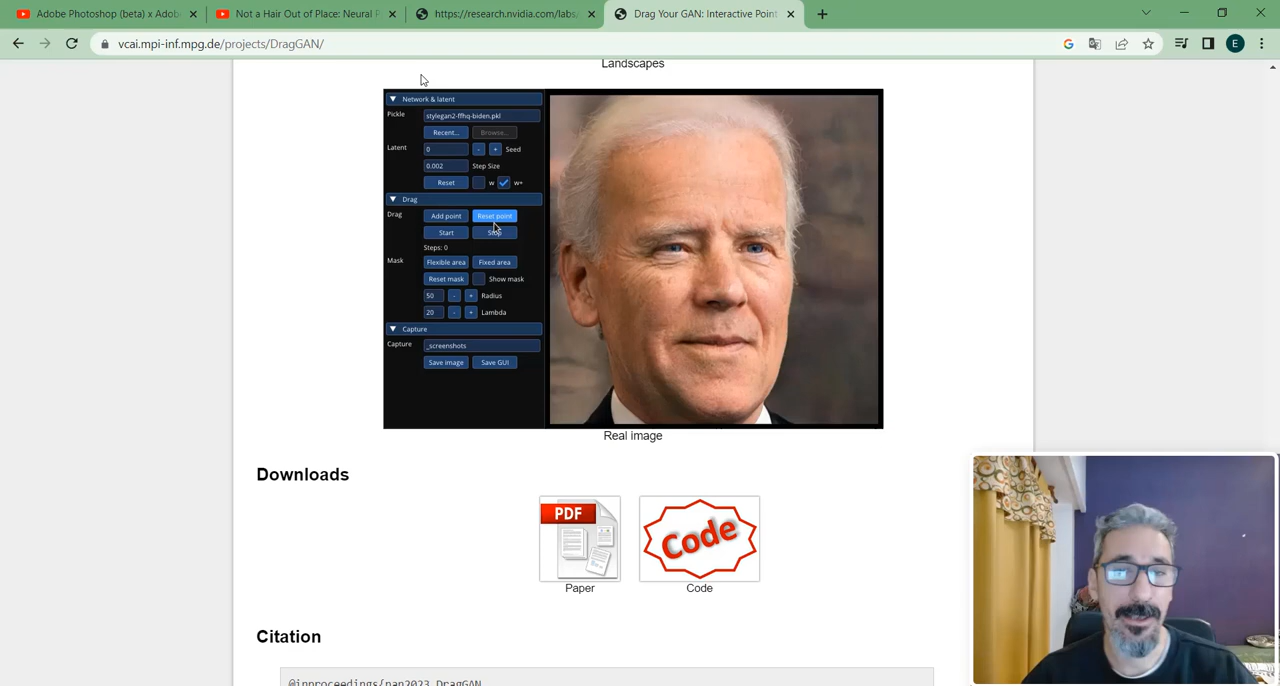 Adobe Photoshop (beta) x Adob
Not a Hair Out of Place: Neural P
https://research.nvidia.com/labs/
Drag Your GAN: Interactive Point
vcai.mpi-inf.mpg.de/projects/DragGAN/
E
Landscapes
Network & latent
Pickle
stylegan2-ffhq-biden.pkl
Recent...
Browse...
Latent
0
-
+
Seed
0.002
Step Size
Reset
w
w+
Drag
Drag
Add point
Reset point
Start
Stop
Steps: 0
Mask
Flexible area
Fixed area
Reset mask
Show mask
50
-
+
Radius
20
-
+
Lambda
Capture
Capture
_screenshots
Save image
Save GUI
Real image
Downloads
PDF
Code
Paper
Code
Citation
@inproceedings{pan2023_DragGAN,